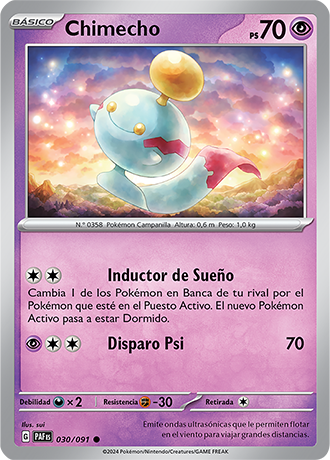 BÁSICO
Chimecho
PS 70
N.º 0358 Pokémon Campanilla Altura: 0,6 m Peso: 1,0 kg
Inductor de Sueño
Cambia 1 de los Pokémon en Banca de tu rival por el
Pokémon que esté en el Puesto Activo. El nuevo Pokémon
Activo pasa a estar Dormido.
Disparo Psi 70
Debilidad ×2 Resistencia -30 Retirada
Ilus. sui
Emite ondas ultrasónicas que le permiten flotar
en el viento para viajar grandes distancias.
G PAF ES 030/091
©2024 Pokémon/Nintendo/Creatures/GAME FREAK